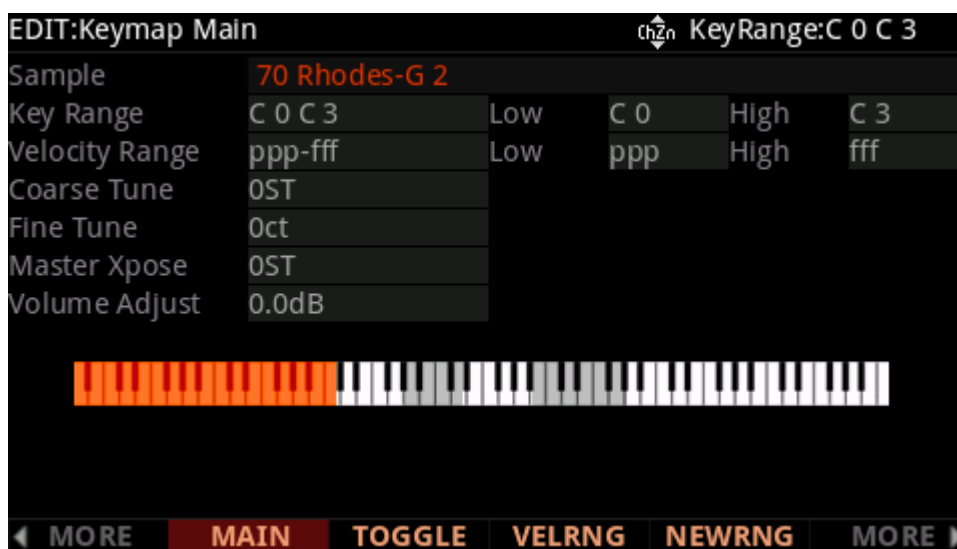 EDIT:Keymap Main ChZn KeyRange:C 0 C 3
Sample 70 Rhodes-G 2
Key Range C 0 C 3 Low C 0 High C 3
Velocity Range ppp-fff Low ppp High fff
Coarse Tune 0ST
Fine Tune 0ct
Master Xpose 0ST
Volume Adjust 0.0dB
MORE MAIN TOGGLE VELRNG NEWRNG MORE